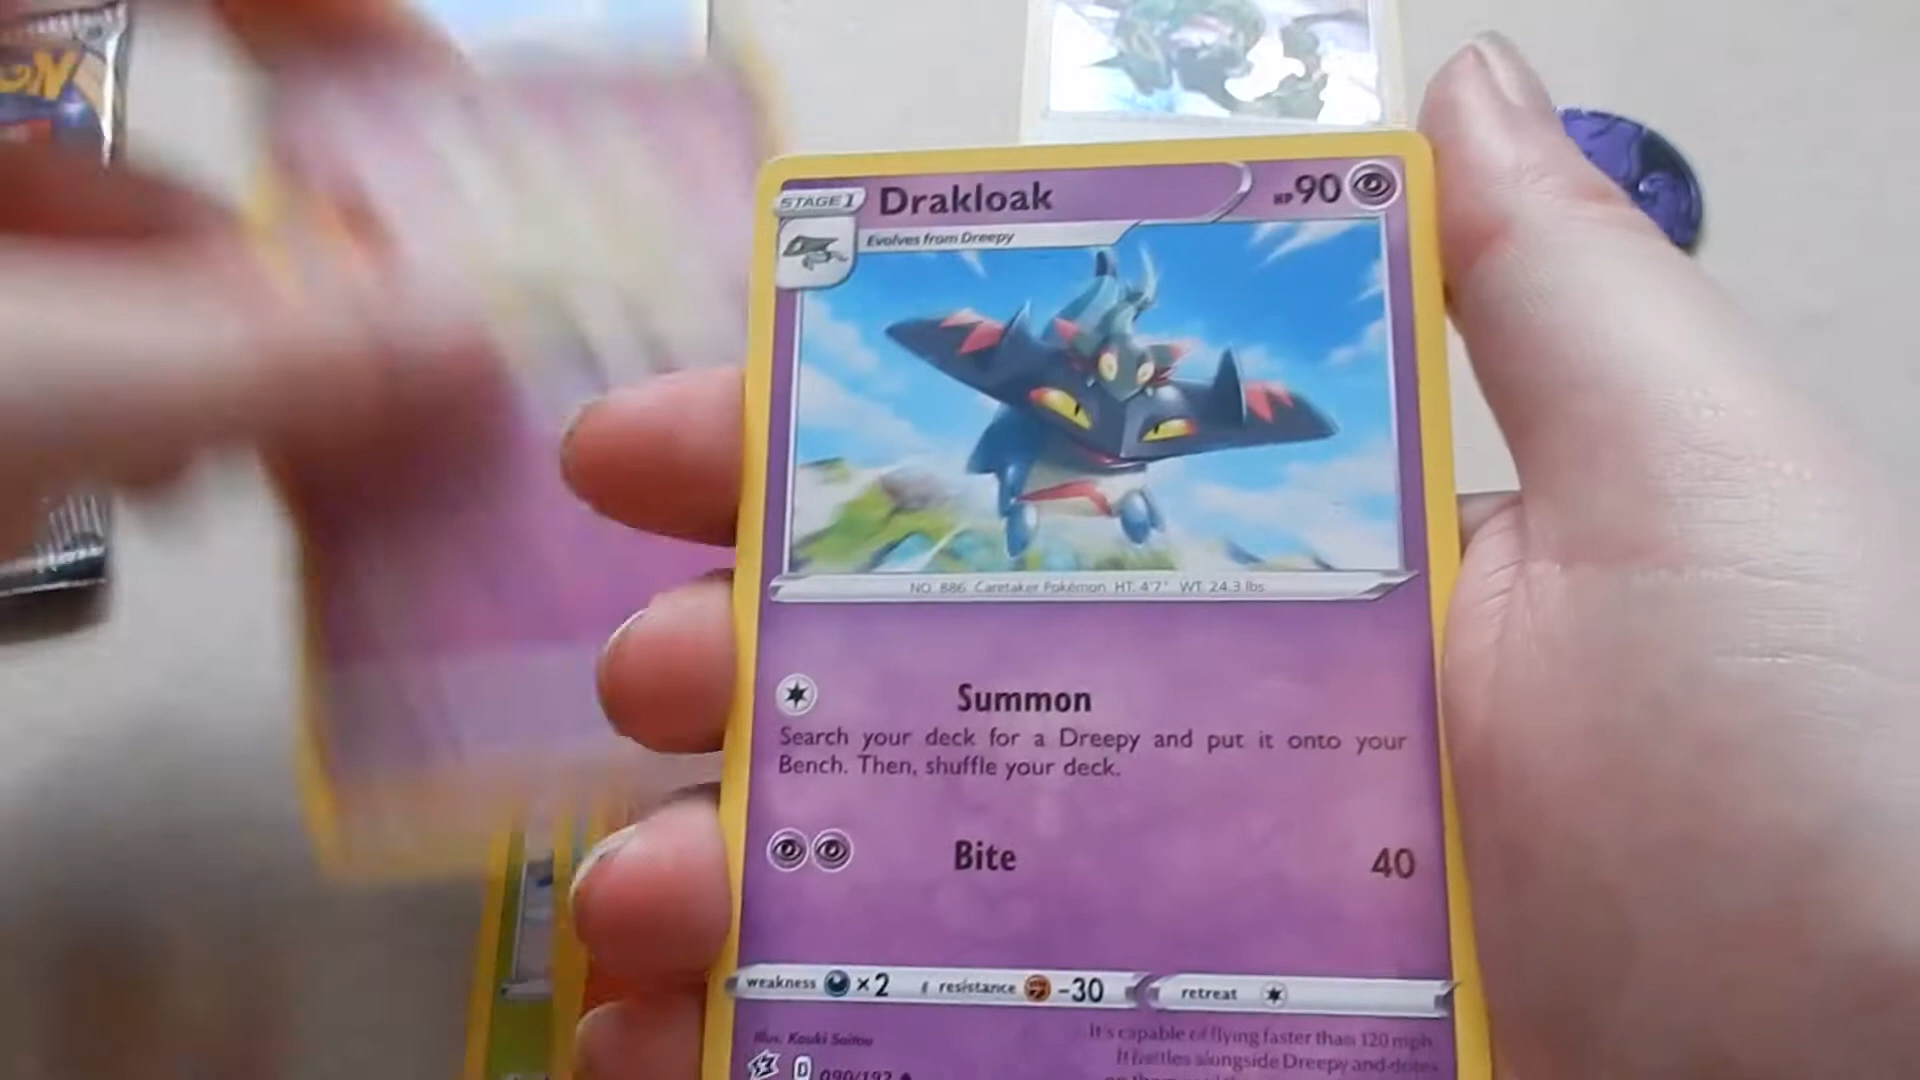 STAGE 1 Drakloak HP 90
Evolves from Dreepy
NO. 886 Caretaker Pokémon HT: 4'7" WT: 24.3 lbs
Summon
Search your deck for a Dreepy and put it onto your
Bench. Then, shuffle your deck.
Bite 40
weakness ×2 resistance -30 retreat
Illus. Kouki Saitou
It's capable of flying faster than 120 mph.
It battles alongside Dreepy and dotes
D 090/192